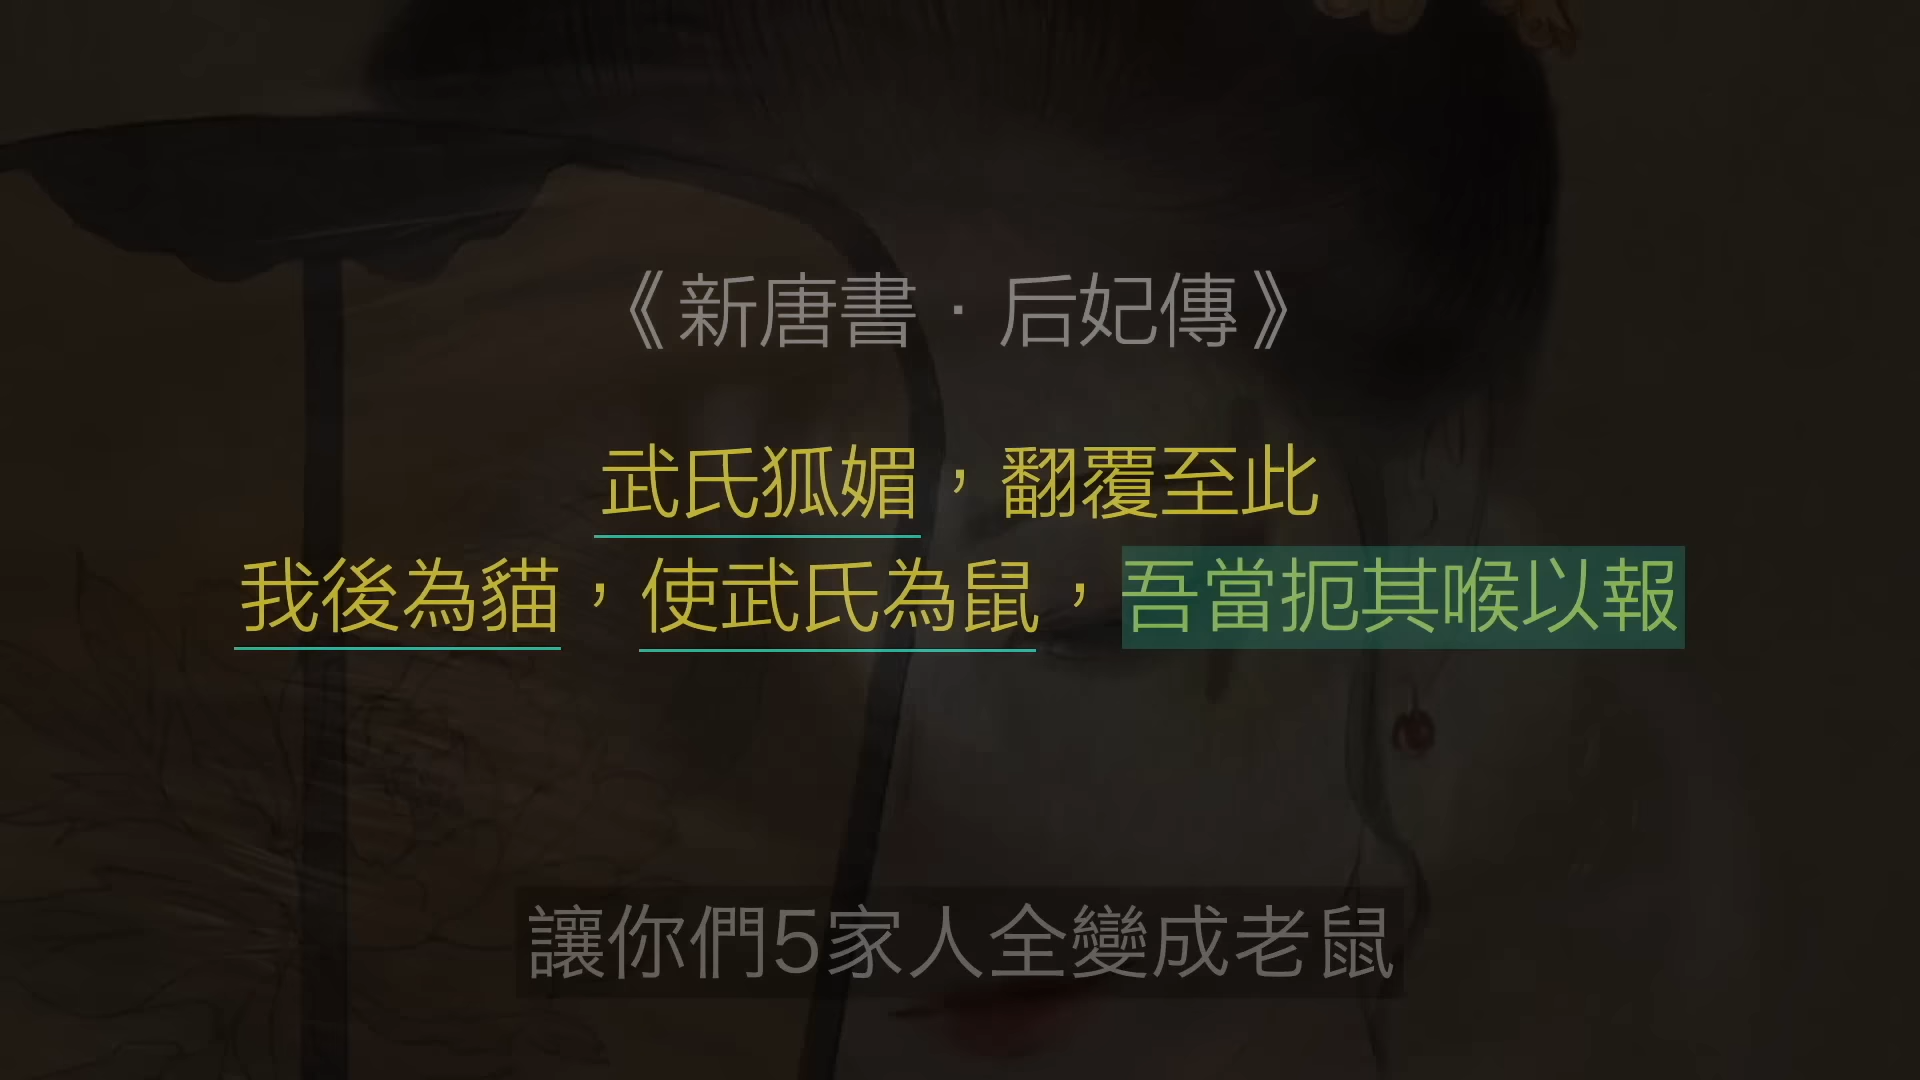 《新唐書·后妃傳》
武氏狐媚，翻覆至此
我後為貓，使武氏為鼠，吾當扼其喉以報
讓你們5家人全變成老鼠